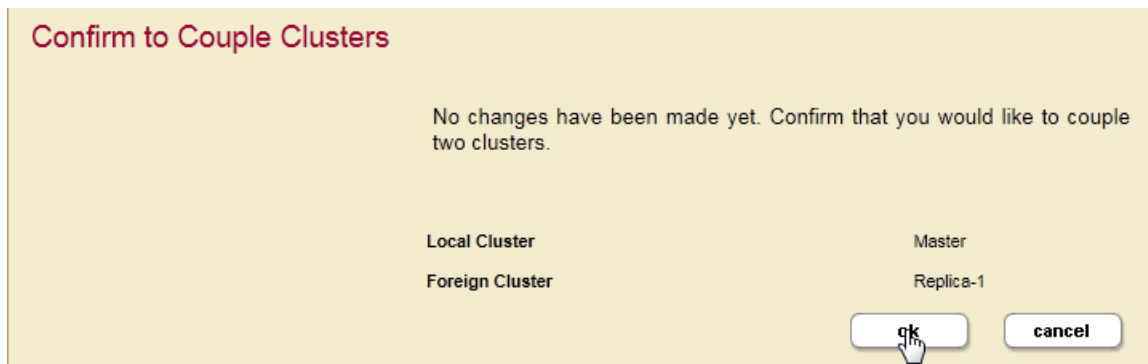 Confirm to Couple Clusters
No changes have been made yet. Confirm that you would like to couple
two clusters.
Local Cluster Master
Foreign Cluster Replica-1
ok cancel